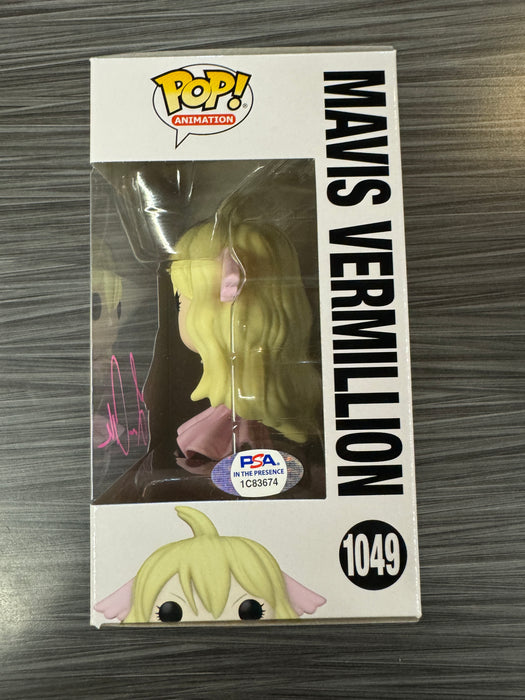 POP!
ANIMATION
MAVIS VERMILLION
PSA
IN THE PRESENCE
1C83674
1049